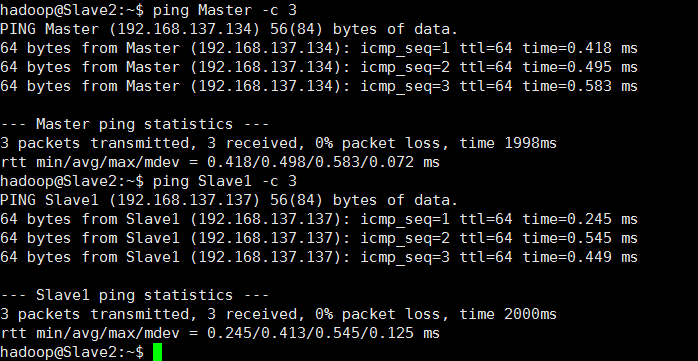 hadoop@Slave2:~$ ping Master -c 3
PING Master (192.168.137.134) 56(84) bytes of data.
64 bytes from Master (192.168.137.134): icmp_seq=1 ttl=64 time=0.418 ms
64 bytes from Master (192.168.137.134): icmp_seq=2 ttl=64 time=0.495 ms
64 bytes from Master (192.168.137.134): icmp_seq=3 ttl=64 time=0.583 ms

--- Master ping statistics ---
3 packets transmitted, 3 received, 0% packet loss, time 1998ms
rtt min/avg/max/mdev = 0.418/0.498/0.583/0.072 ms
hadoop@Slave2:~$ ping Slave1 -c 3
PING Slave1 (192.168.137.137) 56(84) bytes of data.
64 bytes from Slave1 (192.168.137.137): icmp_seq=1 ttl=64 time=0.245 ms
64 bytes from Slave1 (192.168.137.137): icmp_seq=2 ttl=64 time=0.545 ms
64 bytes from Slave1 (192.168.137.137): icmp_seq=3 ttl=64 time=0.449 ms

--- Slave1 ping statistics ---
3 packets transmitted, 3 received, 0% packet loss, time 2000ms
rtt min/avg/max/mdev = 0.245/0.413/0.545/0.125 ms
hadoop@Slave2:~$